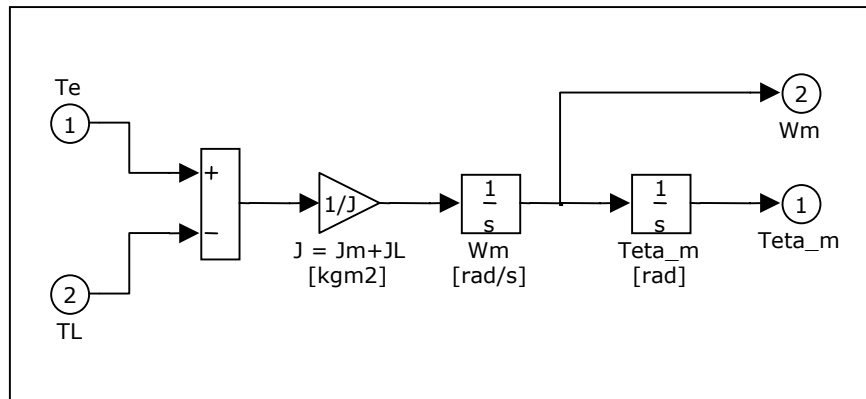 Te
1
2
Wm
+
−
1/J
1
s
1
s
1
J = Jm+JL
[kgm2]
Wm
[rad/s]
Teta_m
[rad]
Teta_m
2
TL